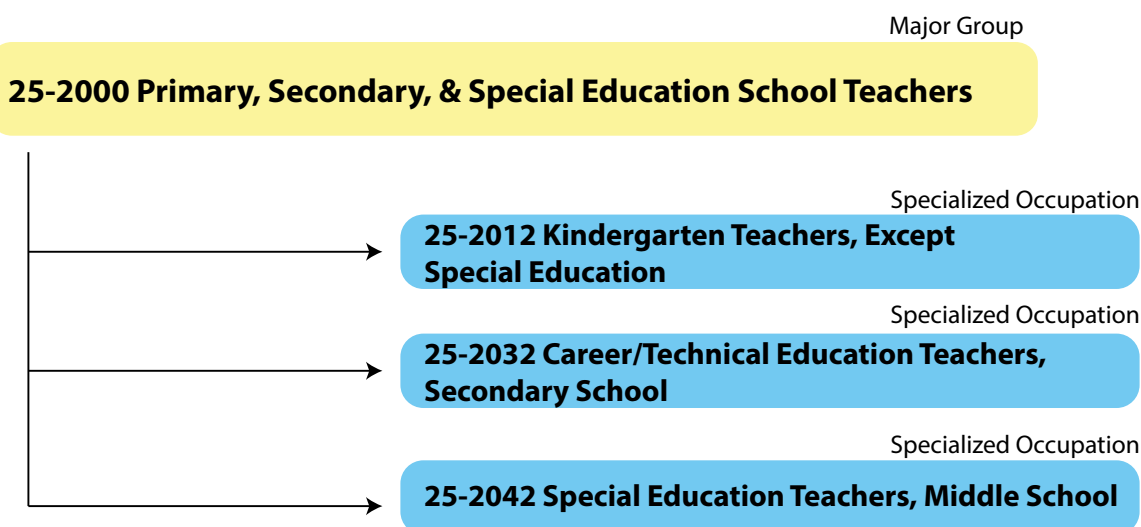 Major Group
25-2000 Primary, Secondary, & Special Education School Teachers
Specialized Occupation
25-2012 Kindergarten Teachers, Except
Special Education
Specialized Occupation
25-2032 Career/Technical Education Teachers,
Secondary School
Specialized Occupation
25-2042 Special Education Teachers, Middle School